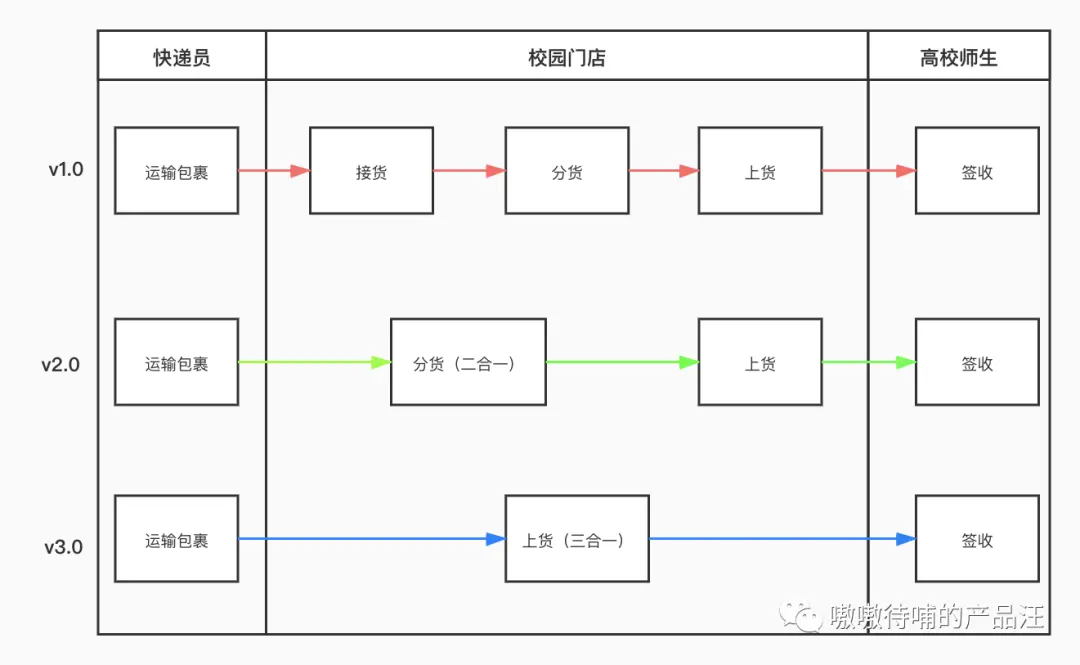 快递员 校园门店 高校师生
v1.0 运输包裹 接货 分货 上货 签收
v2.0 运输包裹 分货（二合一） 上货 签收
v3.0 运输包裹 上货（三合一） 签收
嗷嗷待哺的产品汪